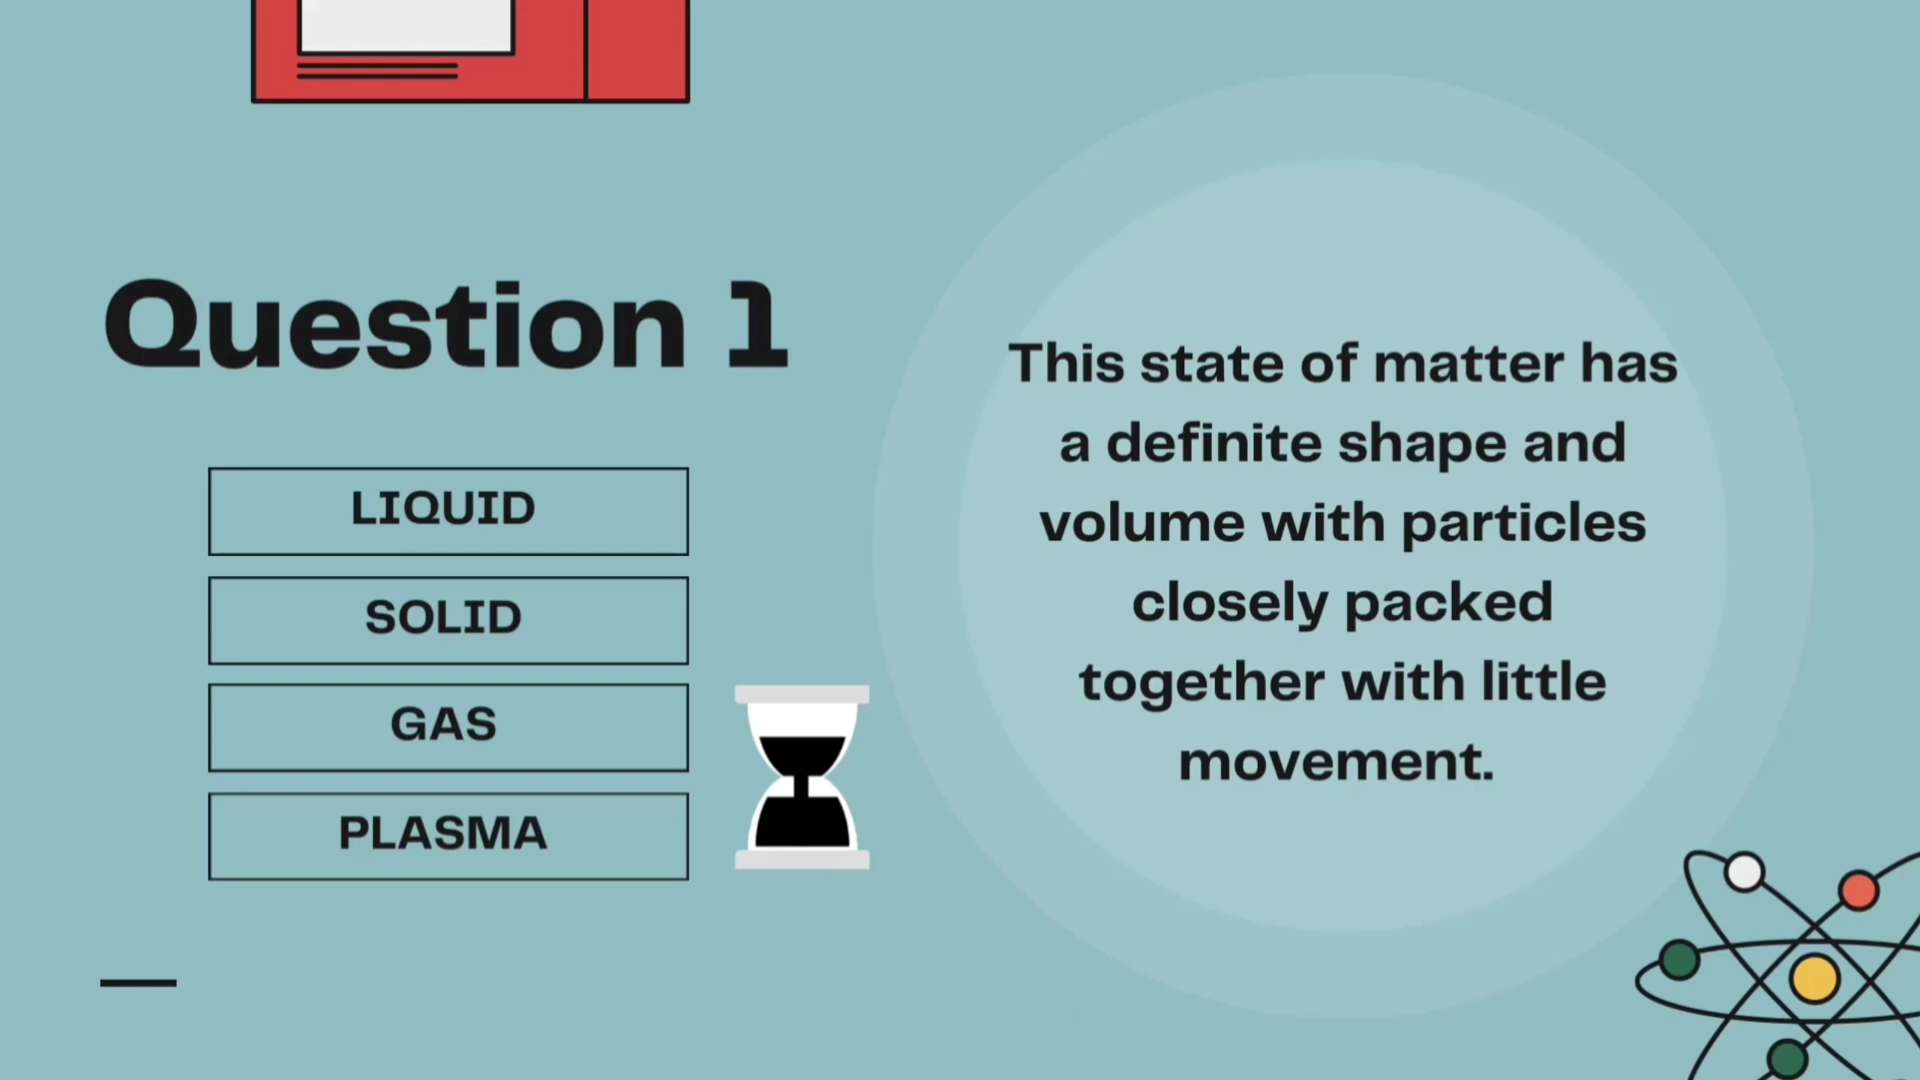 Question 1
LIQUID
SOLID
GAS
PLASMA
This state of matter has
a definite shape and
volume with particles
closely packed
together with little
movement.